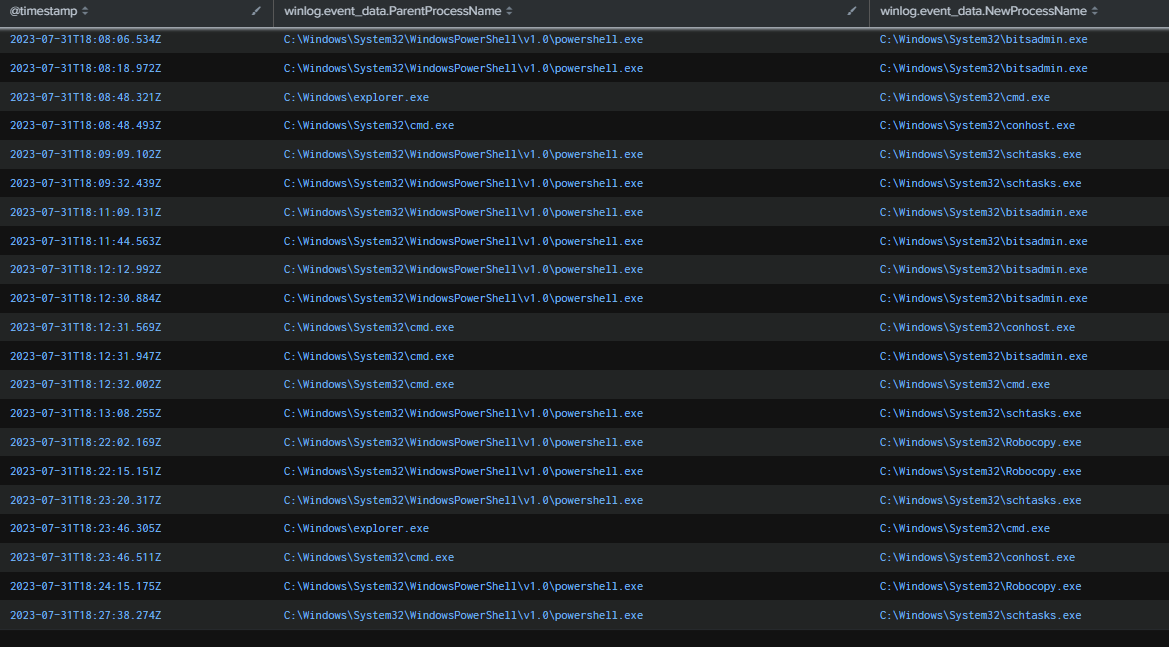 @timestamp winlog.event_data.ParentProcessName winlog.event_data.NewProcessName
2023-07-31T18:08:06.534Z C:\Windows\System32\WindowsPowerShell\v1.0\powershell.exe C:\Windows\System32\bitsadmin.exe
2023-07-31T18:08:18.972Z C:\Windows\System32\WindowsPowerShell\v1.0\powershell.exe C:\Windows\System32\bitsadmin.exe
2023-07-31T18:08:48.321Z C:\Windows\explorer.exe C:\Windows\System32\cmd.exe
2023-07-31T18:08:48.493Z C:\Windows\System32\cmd.exe C:\Windows\System32\conhost.exe
2023-07-31T18:09:09.102Z C:\Windows\System32\WindowsPowerShell\v1.0\powershell.exe C:\Windows\System32\schtasks.exe
2023-07-31T18:09:32.439Z C:\Windows\System32\WindowsPowerShell\v1.0\powershell.exe C:\Windows\System32\schtasks.exe
2023-07-31T18:11:09.131Z C:\Windows\System32\WindowsPowerShell\v1.0\powershell.exe C:\Windows\System32\bitsadmin.exe
2023-07-31T18:11:44.563Z C:\Windows\System32\WindowsPowerShell\v1.0\powershell.exe C:\Windows\System32\bitsadmin.exe
2023-07-31T18:12:12.992Z C:\Windows\System32\WindowsPowerShell\v1.0\powershell.exe C:\Windows\System32\bitsadmin.exe
2023-07-31T18:12:30.884Z C:\Windows\System32\WindowsPowerShell\v1.0\powershell.exe C:\Windows\System32\bitsadmin.exe
2023-07-31T18:12:31.569Z C:\Windows\System32\cmd.exe C:\Windows\System32\conhost.exe
2023-07-31T18:12:31.947Z C:\Windows\System32\cmd.exe C:\Windows\System32\bitsadmin.exe
2023-07-31T18:12:32.002Z C:\Windows\System32\cmd.exe C:\Windows\System32\cmd.exe
2023-07-31T18:13:08.255Z C:\Windows\System32\WindowsPowerShell\v1.0\powershell.exe C:\Windows\System32\schtasks.exe
2023-07-31T18:22:02.169Z C:\Windows\System32\WindowsPowerShell\v1.0\powershell.exe C:\Windows\System32\Robocopy.exe
2023-07-31T18:22:15.151Z C:\Windows\System32\WindowsPowerShell\v1.0\powershell.exe C:\Windows\System32\Robocopy.exe
2023-07-31T18:23:20.317Z C:\Windows\System32\WindowsPowerShell\v1.0\powershell.exe C:\Windows\System32\schtasks.exe
2023-07-31T18:23:46.305Z C:\Windows\explorer.exe C:\Windows\System32\cmd.exe
2023-07-31T18:23:46.511Z C:\Windows\System32\cmd.exe C:\Windows\System32\conhost.exe
2023-07-31T18:24:15.175Z C:\Windows\System32\WindowsPowerShell\v1.0\powershell.exe C:\Windows\System32\Robocopy.exe
2023-07-31T18:27:38.274Z C:\Windows\System32\WindowsPowerShell\v1.0\powershell.exe C:\Windows\System32\schtasks.exe